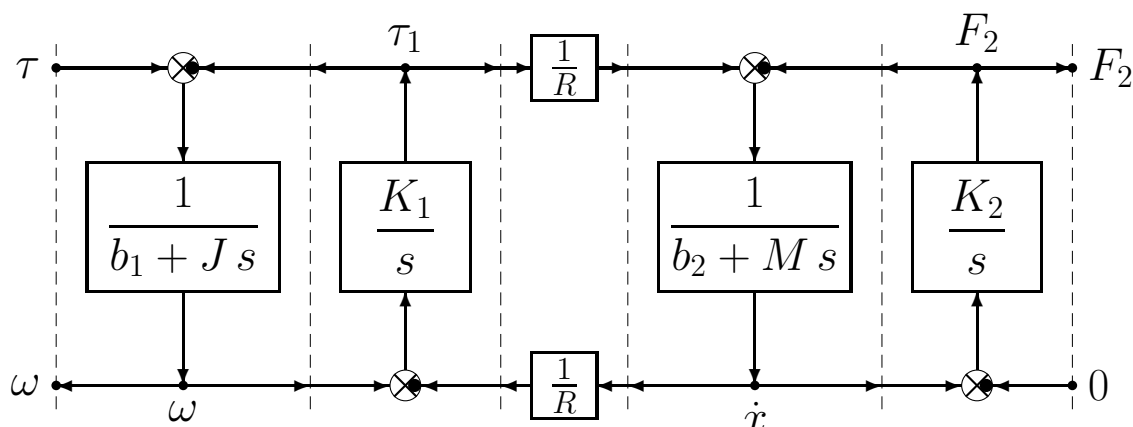 τ τ₁ 1/R F₂ F₂
1/(b₁ + J s) K₁/s 1/(b₂ + M s) K₂/s
ω ω 1/R ẋ 0